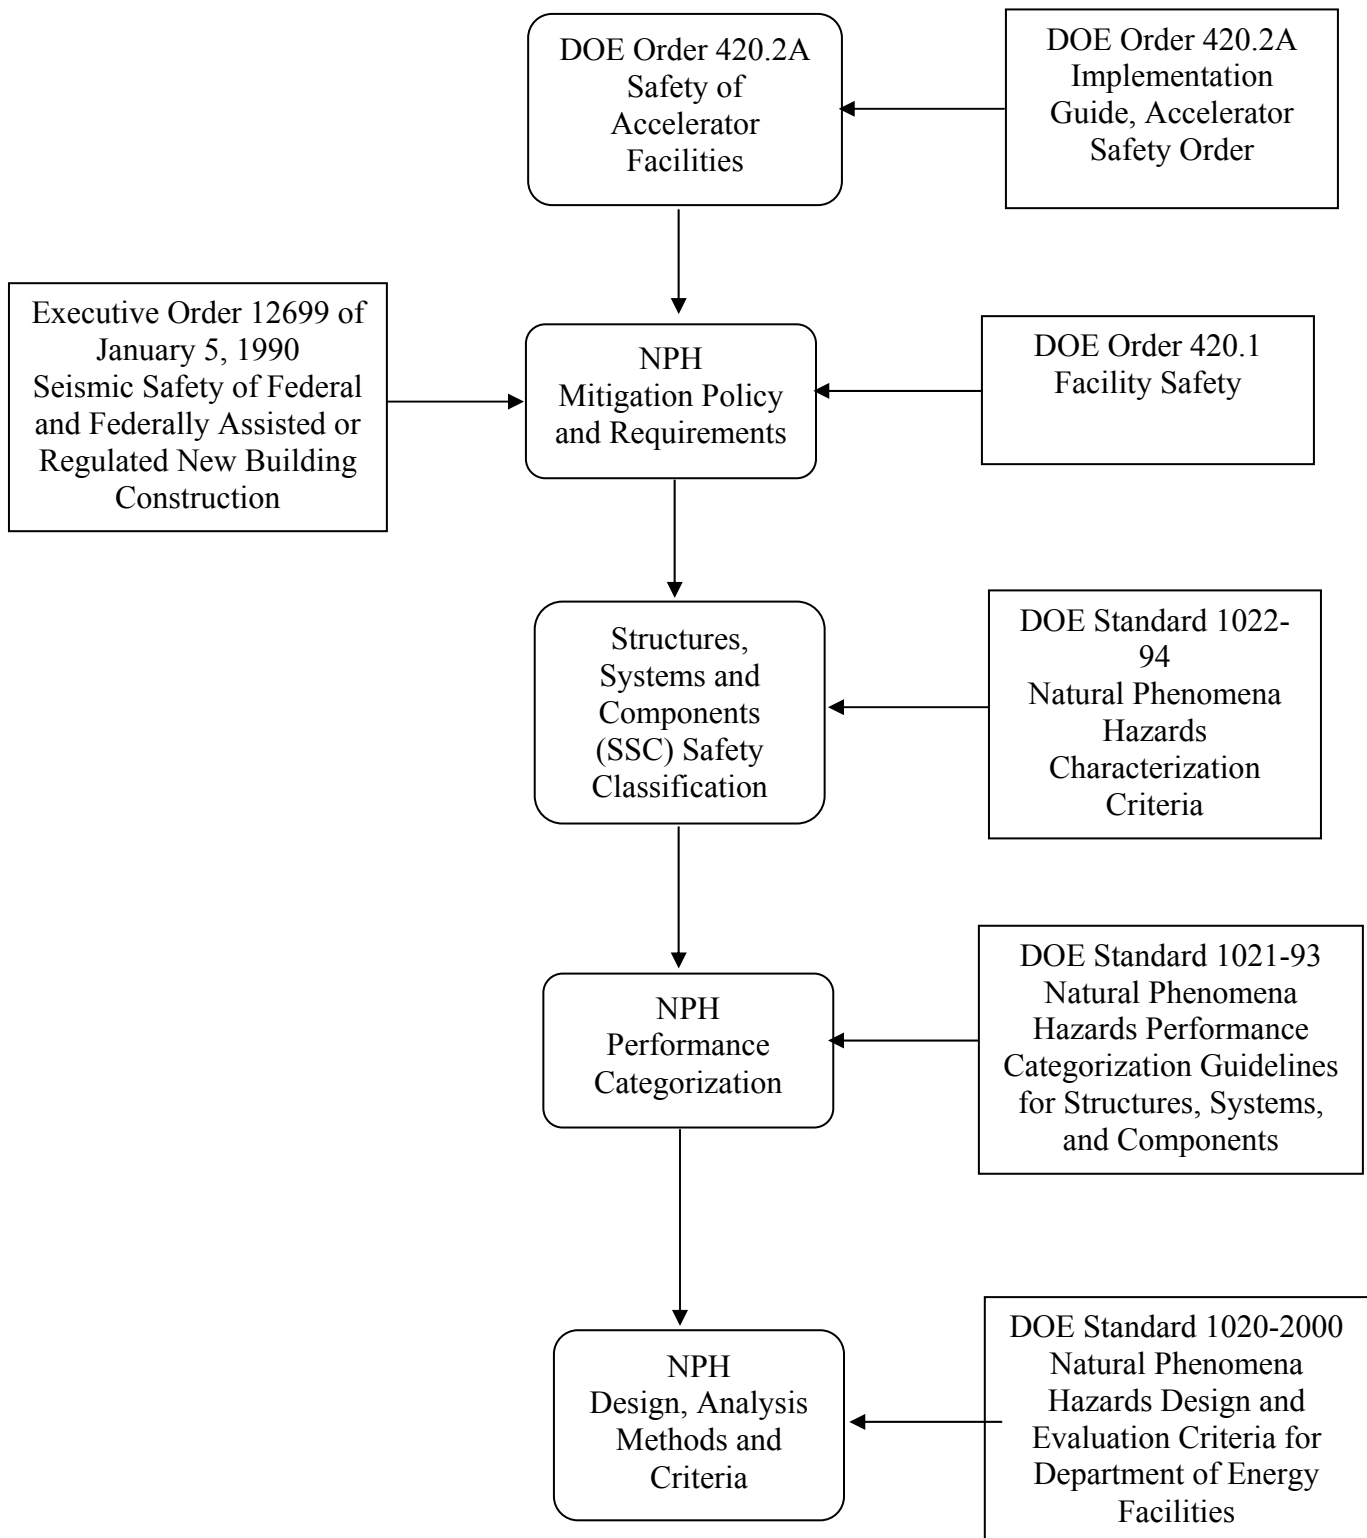 DOE Order 420.2A
Safety of
Accelerator
Facilities
DOE Order 420.2A
Implementation
Guide, Accelerator
Safety Order
Executive Order 12699 of
January 5, 1990
Seismic Safety of Federal
and Federally Assisted or
Regulated New Building
Construction
NPH
Mitigation Policy
and Requirements
DOE Order 420.1
Facility Safety
Structures,
Systems and
Components
(SSC) Safety
Classification
DOE Standard 1022-
94
Natural Phenomena
Hazards
Characterization
Criteria
NPH
Performance
Categorization
DOE Standard 1021-93
Natural Phenomena
Hazards Performance
Categorization Guidelines
for Structures, Systems,
and Components
NPH
Design, Analysis
Methods and
Criteria
DOE Standard 1020-2000
Natural Phenomena
Hazards Design and
Evaluation Criteria for
Department of Energy
Facilities